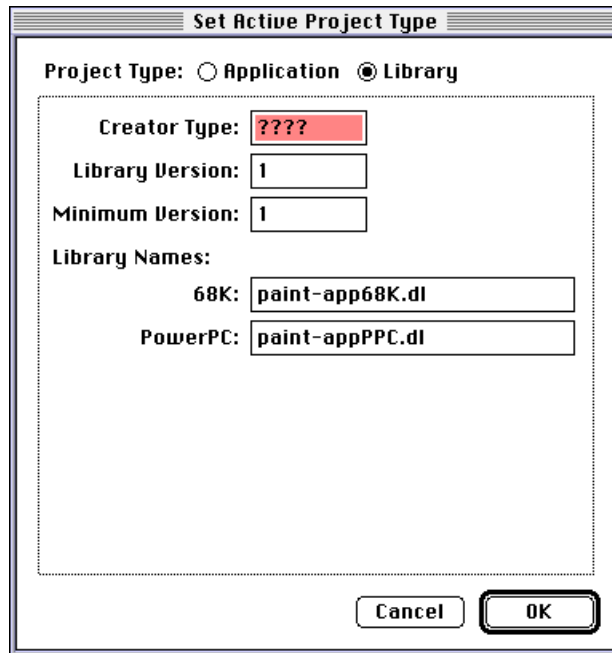 Set Active Project Type
Project Type: Application Library
Creator Type: ????
Library Version: 1
Minimum Version: 1
Library Names:
68K: paint-app68K.dl
PowerPC: paint-appPPC.dl
Cancel OK